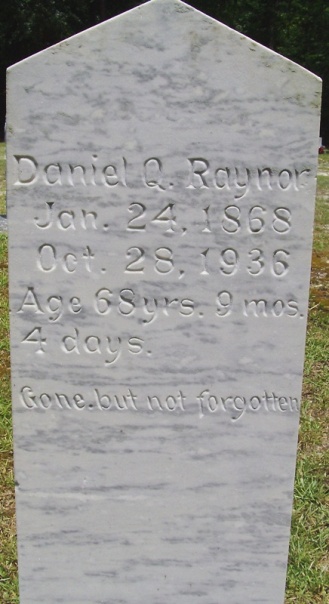 Daniel Q. Raynor
Jan. 24, 1868
Oct. 28, 1936
Age 68 yrs. 9 mos.
4 days.
Gone. but not forgotten